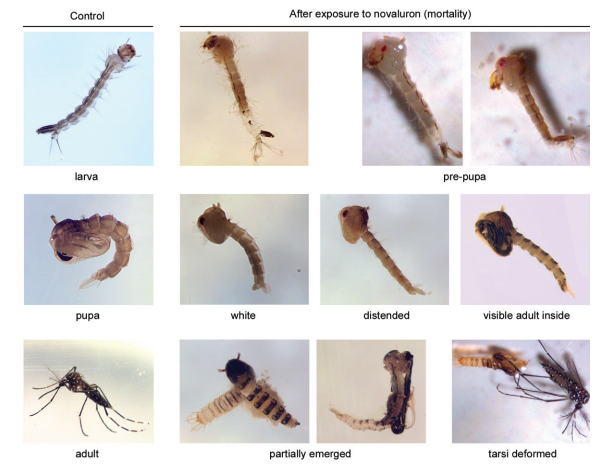 Control
After exposure to novaluron (mortality)
larva
pre-pupa
pupa
white
distended
visible adult inside
adult
partially emerged
tarsi deformed